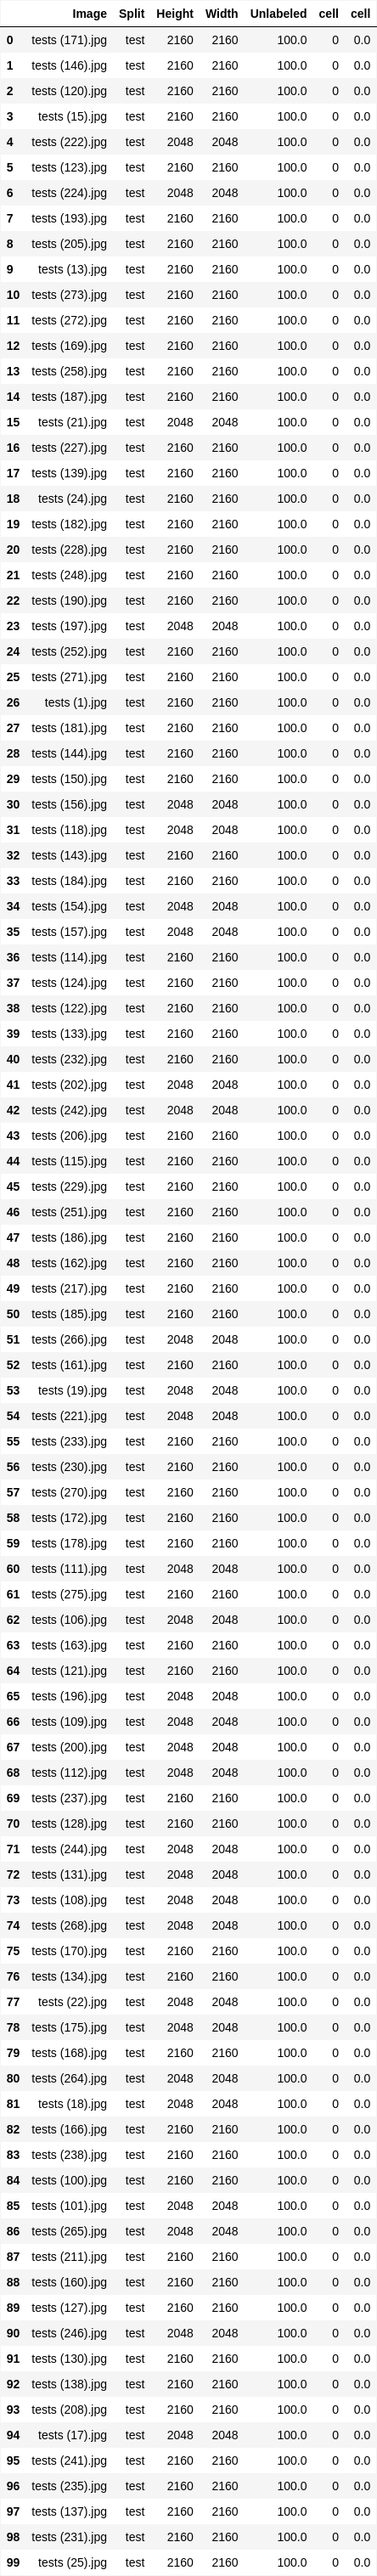 Image Split Height Width Unlabeled cell cell
0 tests (171).jpg test 2160 2160 100.0 0 0.0
1 tests (146).jpg test 2160 2160 100.0 0 0.0
2 tests (120).jpg test 2160 2160 100.0 0 0.0
3 tests (15).jpg test 2160 2160 100.0 0 0.0
4 tests (222).jpg test 2048 2048 100.0 0 0.0
5 tests (123).jpg test 2160 2160 100.0 0 0.0
6 tests (224).jpg test 2048 2048 100.0 0 0.0
7 tests (193).jpg test 2160 2160 100.0 0 0.0
8 tests (205).jpg test 2160 2160 100.0 0 0.0
9 tests (13).jpg test 2160 2160 100.0 0 0.0
10 tests (273).jpg test 2160 2160 100.0 0 0.0
11 tests (272).jpg test 2160 2160 100.0 0 0.0
12 tests (169).jpg test 2160 2160 100.0 0 0.0
13 tests (258).jpg test 2160 2160 100.0 0 0.0
14 tests (187).jpg test 2160 2160 100.0 0 0.0
15 tests (21).jpg test 2048 2048 100.0 0 0.0
16 tests (227).jpg test 2160 2160 100.0 0 0.0
17 tests (139).jpg test 2160 2160 100.0 0 0.0
18 tests (24).jpg test 2160 2160 100.0 0 0.0
19 tests (182).jpg test 2160 2160 100.0 0 0.0
20 tests (228).jpg test 2160 2160 100.0 0 0.0
21 tests (248).jpg test 2160 2160 100.0 0 0.0
22 tests (190).jpg test 2160 2160 100.0 0 0.0
23 tests (197).jpg test 2048 2048 100.0 0 0.0
24 tests (252).jpg test 2160 2160 100.0 0 0.0
25 tests (271).jpg test 2160 2160 100.0 0 0.0
26 tests (1).jpg test 2160 2160 100.0 0 0.0
27 tests (181).jpg test 2160 2160 100.0 0 0.0
28 tests (144).jpg test 2160 2160 100.0 0 0.0
29 tests (150).jpg test 2160 2160 100.0 0 0.0
30 tests (156).jpg test 2048 2048 100.0 0 0.0
31 tests (118).jpg test 2048 2048 100.0 0 0.0
32 tests (143).jpg test 2160 2160 100.0 0 0.0
33 tests (184).jpg test 2160 2160 100.0 0 0.0
34 tests (154).jpg test 2048 2048 100.0 0 0.0
35 tests (157).jpg test 2048 2048 100.0 0 0.0
36 tests (114).jpg test 2160 2160 100.0 0 0.0
37 tests (124).jpg test 2160 2160 100.0 0 0.0
38 tests (122).jpg test 2160 2160 100.0 0 0.0
39 tests (133).jpg test 2160 2160 100.0 0 0.0
40 tests (232).jpg test 2160 2160 100.0 0 0.0
41 tests (202).jpg test 2048 2048 100.0 0 0.0
42 tests (242).jpg test 2048 2048 100.0 0 0.0
43 tests (206).jpg test 2160 2160 100.0 0 0.0
44 tests (115).jpg test 2160 2160 100.0 0 0.0
45 tests (229).jpg test 2160 2160 100.0 0 0.0
46 tests (251).jpg test 2160 2160 100.0 0 0.0
47 tests (186).jpg test 2160 2160 100.0 0 0.0
48 tests (162).jpg test 2160 2160 100.0 0 0.0
49 tests (217).jpg test 2160 2160 100.0 0 0.0
50 tests (185).jpg test 2160 2160 100.0 0 0.0
51 tests (266).jpg test 2048 2048 100.0 0 0.0
52 tests (161).jpg test 2160 2160 100.0 0 0.0
53 tests (19).jpg test 2048 2048 100.0 0 0.0
54 tests (221).jpg test 2048 2048 100.0 0 0.0
55 tests (233).jpg test 2160 2160 100.0 0 0.0
56 tests (230).jpg test 2160 2160 100.0 0 0.0
57 tests (270).jpg test 2160 2160 100.0 0 0.0
58 tests (172).jpg test 2160 2160 100.0 0 0.0
59 tests (178).jpg test 2160 2160 100.0 0 0.0
60 tests (111).jpg test 2048 2048 100.0 0 0.0
61 tests (275).jpg test 2160 2160 100.0 0 0.0
62 tests (106).jpg test 2048 2048 100.0 0 0.0
63 tests (163).jpg test 2160 2160 100.0 0 0.0
64 tests (121).jpg test 2160 2160 100.0 0 0.0
65 tests (196).jpg test 2048 2048 100.0 0 0.0
66 tests (109).jpg test 2048 2048 100.0 0 0.0
67 tests (200).jpg test 2048 2048 100.0 0 0.0
68 tests (112).jpg test 2048 2048 100.0 0 0.0
69 tests (237).jpg test 2160 2160 100.0 0 0.0
70 tests (128).jpg test 2160 2160 100.0 0 0.0
71 tests (244).jpg test 2048 2048 100.0 0 0.0
72 tests (131).jpg test 2048 2048 100.0 0 0.0
73 tests (108).jpg test 2048 2048 100.0 0 0.0
74 tests (268).jpg test 2048 2048 100.0 0 0.0
75 tests (170).jpg test 2160 2160 100.0 0 0.0
76 tests (134).jpg test 2160 2160 100.0 0 0.0
77 tests (22).jpg test 2048 2048 100.0 0 0.0
78 tests (175).jpg test 2048 2048 100.0 0 0.0
79 tests (168).jpg test 2160 2160 100.0 0 0.0
80 tests (264).jpg test 2048 2048 100.0 0 0.0
81 tests (18).jpg test 2048 2048 100.0 0 0.0
82 tests (166).jpg test 2160 2160 100.0 0 0.0
83 tests (238).jpg test 2160 2160 100.0 0 0.0
84 tests (100).jpg test 2160 2160 100.0 0 0.0
85 tests (101).jpg test 2048 2048 100.0 0 0.0
86 tests (265).jpg test 2048 2048 100.0 0 0.0
87 tests (211).jpg test 2160 2160 100.0 0 0.0
88 tests (160).jpg test 2160 2160 100.0 0 0.0
89 tests (127).jpg test 2160 2160 100.0 0 0.0
90 tests (246).jpg test 2048 2048 100.0 0 0.0
91 tests (130).jpg test 2160 2160 100.0 0 0.0
92 tests (138).jpg test 2160 2160 100.0 0 0.0
93 tests (208).jpg test 2160 2160 100.0 0 0.0
94 tests (17).jpg test 2048 2048 100.0 0 0.0
95 tests (241).jpg test 2160 2160 100.0 0 0.0
96 tests (235).jpg test 2160 2160 100.0 0 0.0
97 tests (137).jpg test 2160 2160 100.0 0 0.0
98 tests (231).jpg test 2160 2160 100.0 0 0.0
99 tests (25).jpg test 2160 2160 100.0 0 0.0